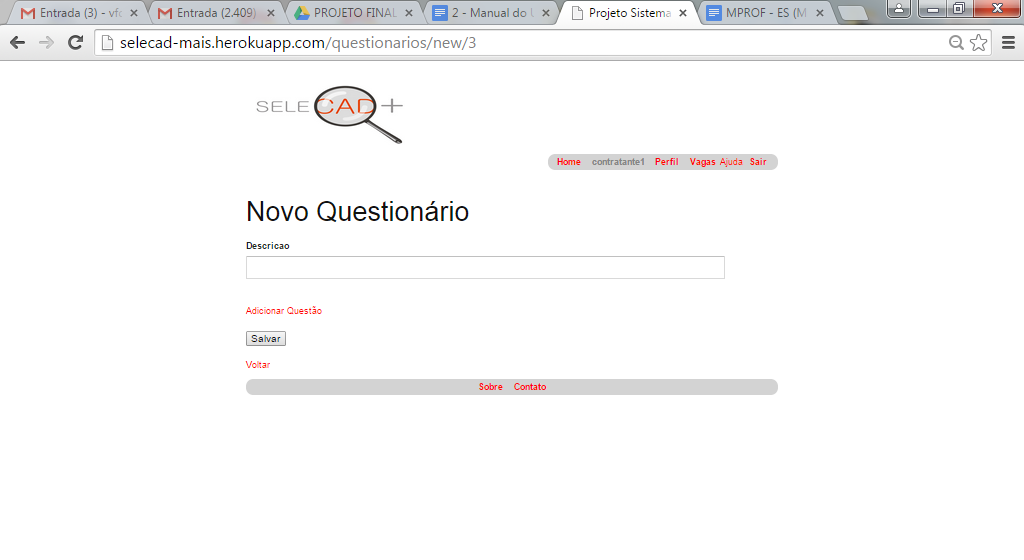 Entrada (3) - vfc
Entrada (2.409)
PROJETO FINAL
2 - Manual do U
Projeto Sistema
MPROF - ES (M
selecad-mais.herokuapp.com/questionarios/new/3
SELECAD+
Home contratante1 Perfil Vagas Ajuda Sair
Novo Questionário
Descricao
Adicionar Questão
Salvar
Voltar
Sobre Contato